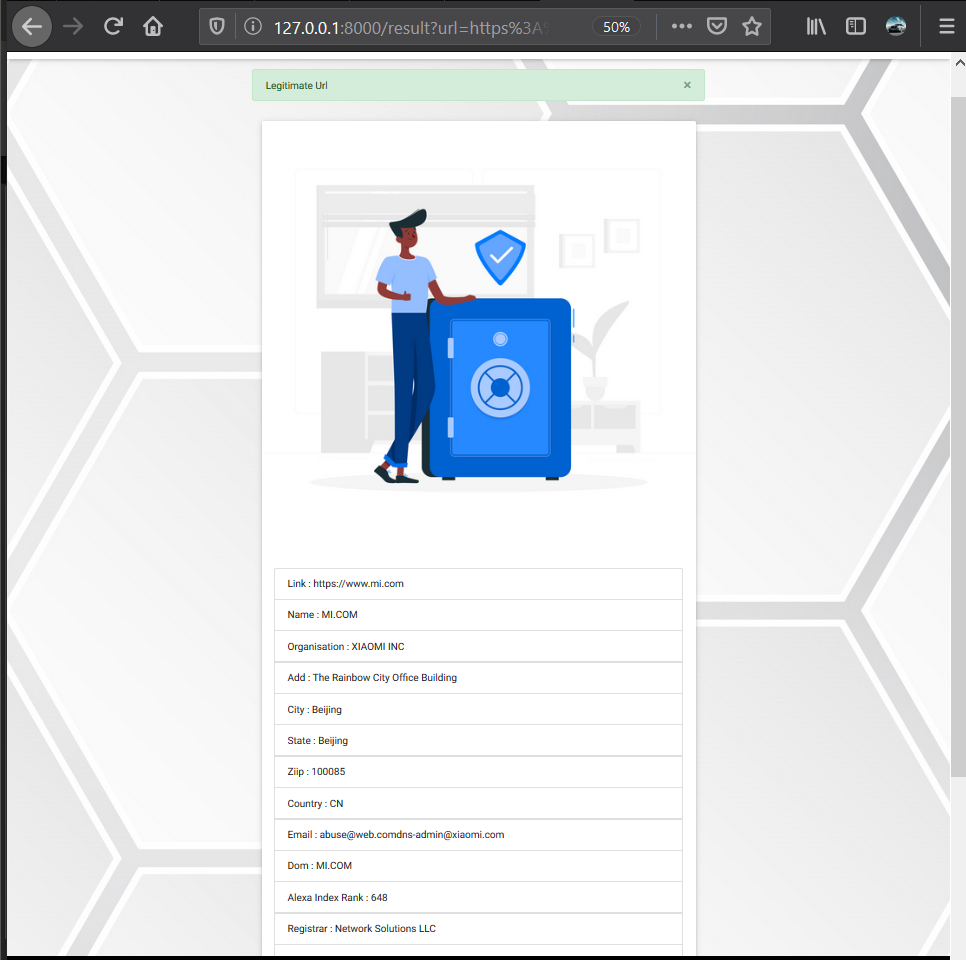 127.0.0.1:8000/result?url=https%3A%
50%
Legitimate Url ×
Link : https://www.mi.com
Name : MI.COM
Organisation : XIAOMI INC
Add : The Rainbow City Office Building
City : Beijing
State : Beijing
Ziip : 100085
Country : CN
Email : abuse@web.comdns-admin@xiaomi.com
Dom : MI.COM
Alexa Index Rank : 648
Registrar : Network Solutions LLC